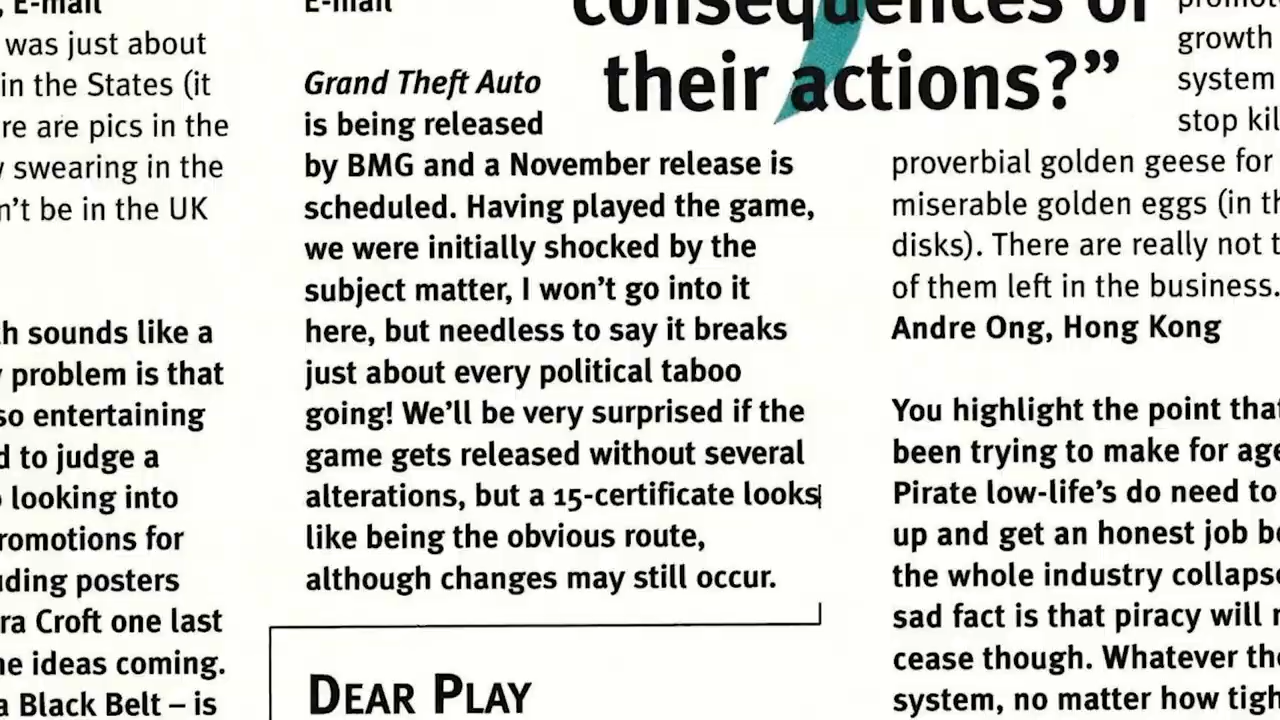 E-mail
was just about
in the States (it
re are pics in the
swearing in the
n't be in the UK
sounds like a
problem is that
so entertaining
d to judge a
looking into
romotions for
uding posters
ra Croft one last
ne ideas coming.
a Black Belt – is
E-mail
Grand Theft Auto
is being released
by BMG and a November release is
scheduled. Having played the game,
we were initially shocked by the
subject matter, I won't go into it
here, but needless to say it breaks
just about every political taboo
going! We'll be very surprised if the
game gets released without several
alterations, but a 15-certificate looks
like being the obvious route,
although changes may still occur.
DEAR PLAY
consequences of
their actions?”
promot
growth
system
stop kil
proverbial golden geese for
miserable golden eggs (in th
disks). There are really not t
of them left in the business.
Andre Ong, Hong Kong
You highlight the point that
been trying to make for age
Pirate low-life's do need to
up and get an honest job be
the whole industry collapse
sad fact is that piracy will n
cease though. Whatever the
system, no matter how tigh